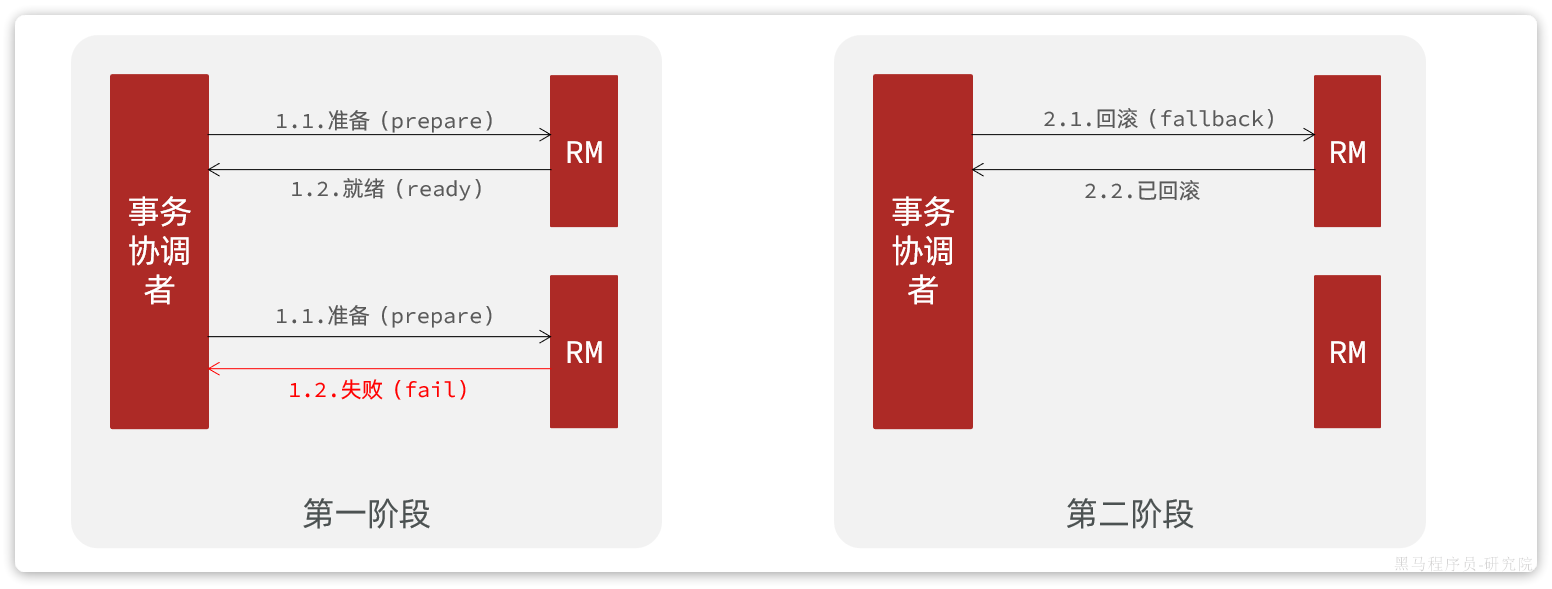 1.1.准备（prepare）
RM
1.2.就绪（ready）
事务
协调
者
1.1.准备（prepare）
RM
1.2.失败（fail）
第一阶段
2.1.回滚（fallback）
RM
2.2.已回滚
事务
协调
者
RM
第二阶段
黑马程序员-研究院